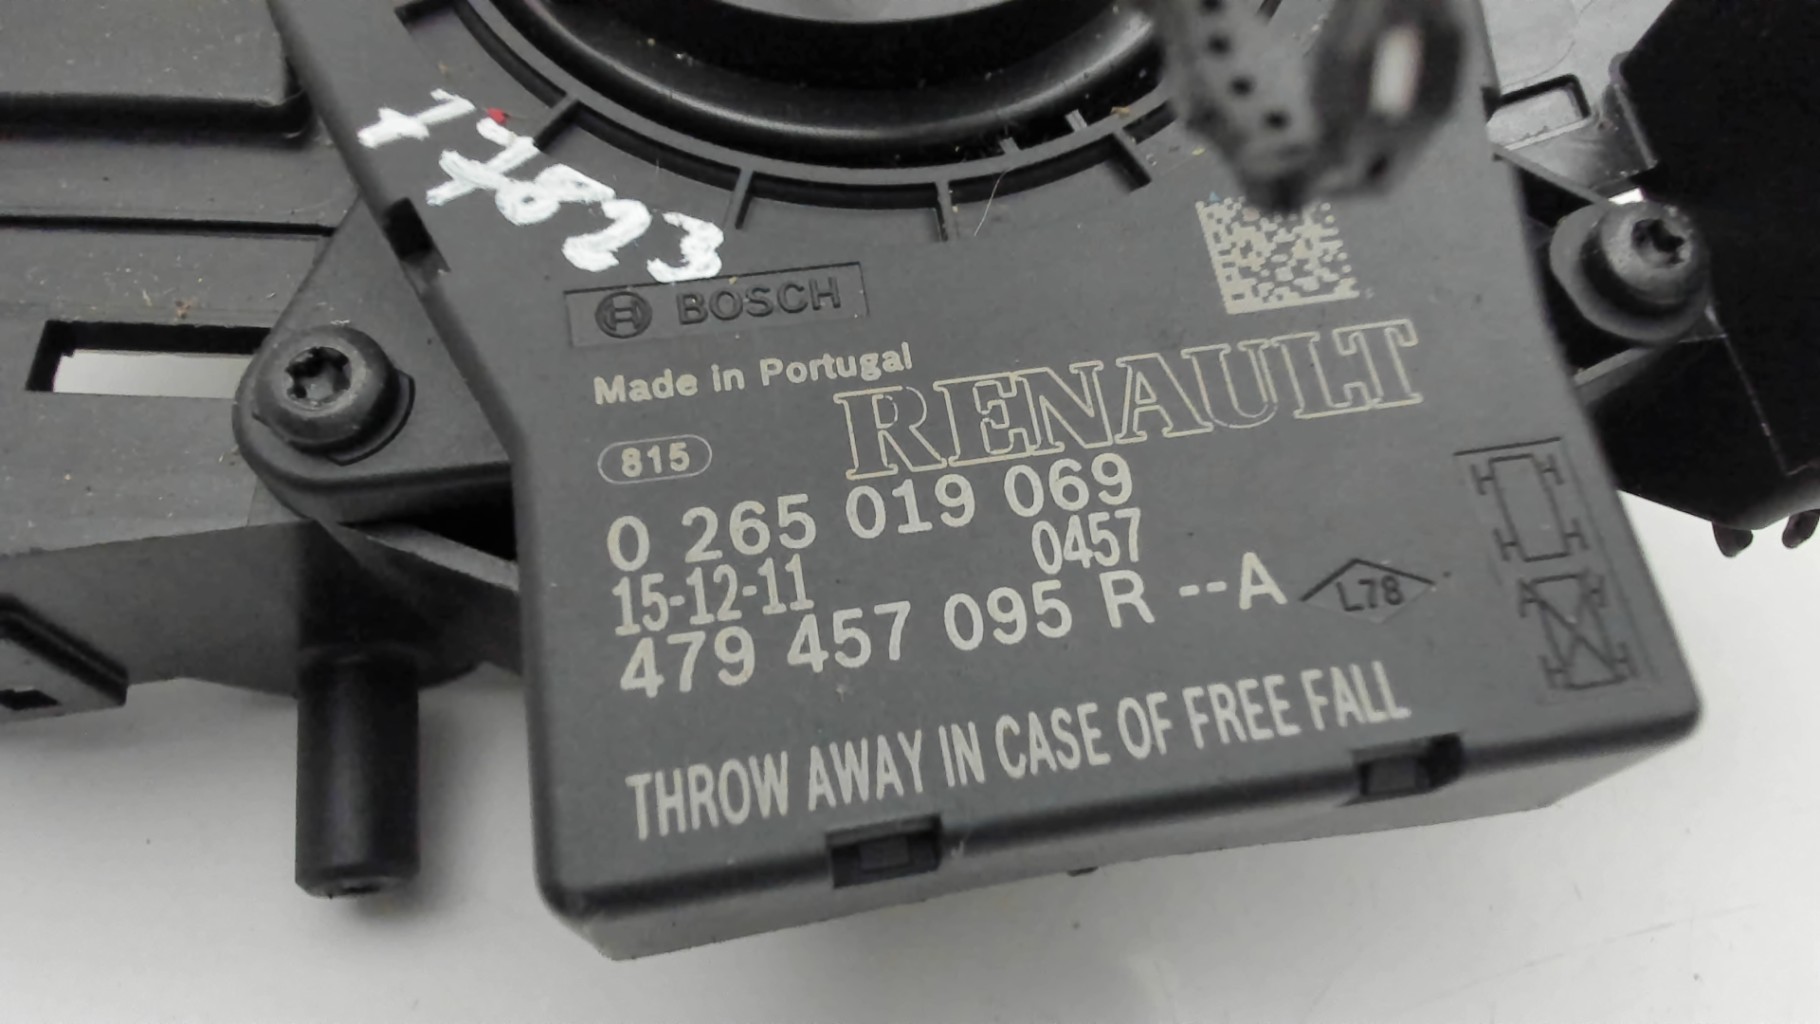 77823
BOSCH
Made in Portugal
RENAULT
815
0 265 019 069
15-12-11 0457
479 457 095 R --A
L78
THROW AWAY IN CASE OF FREE FALL